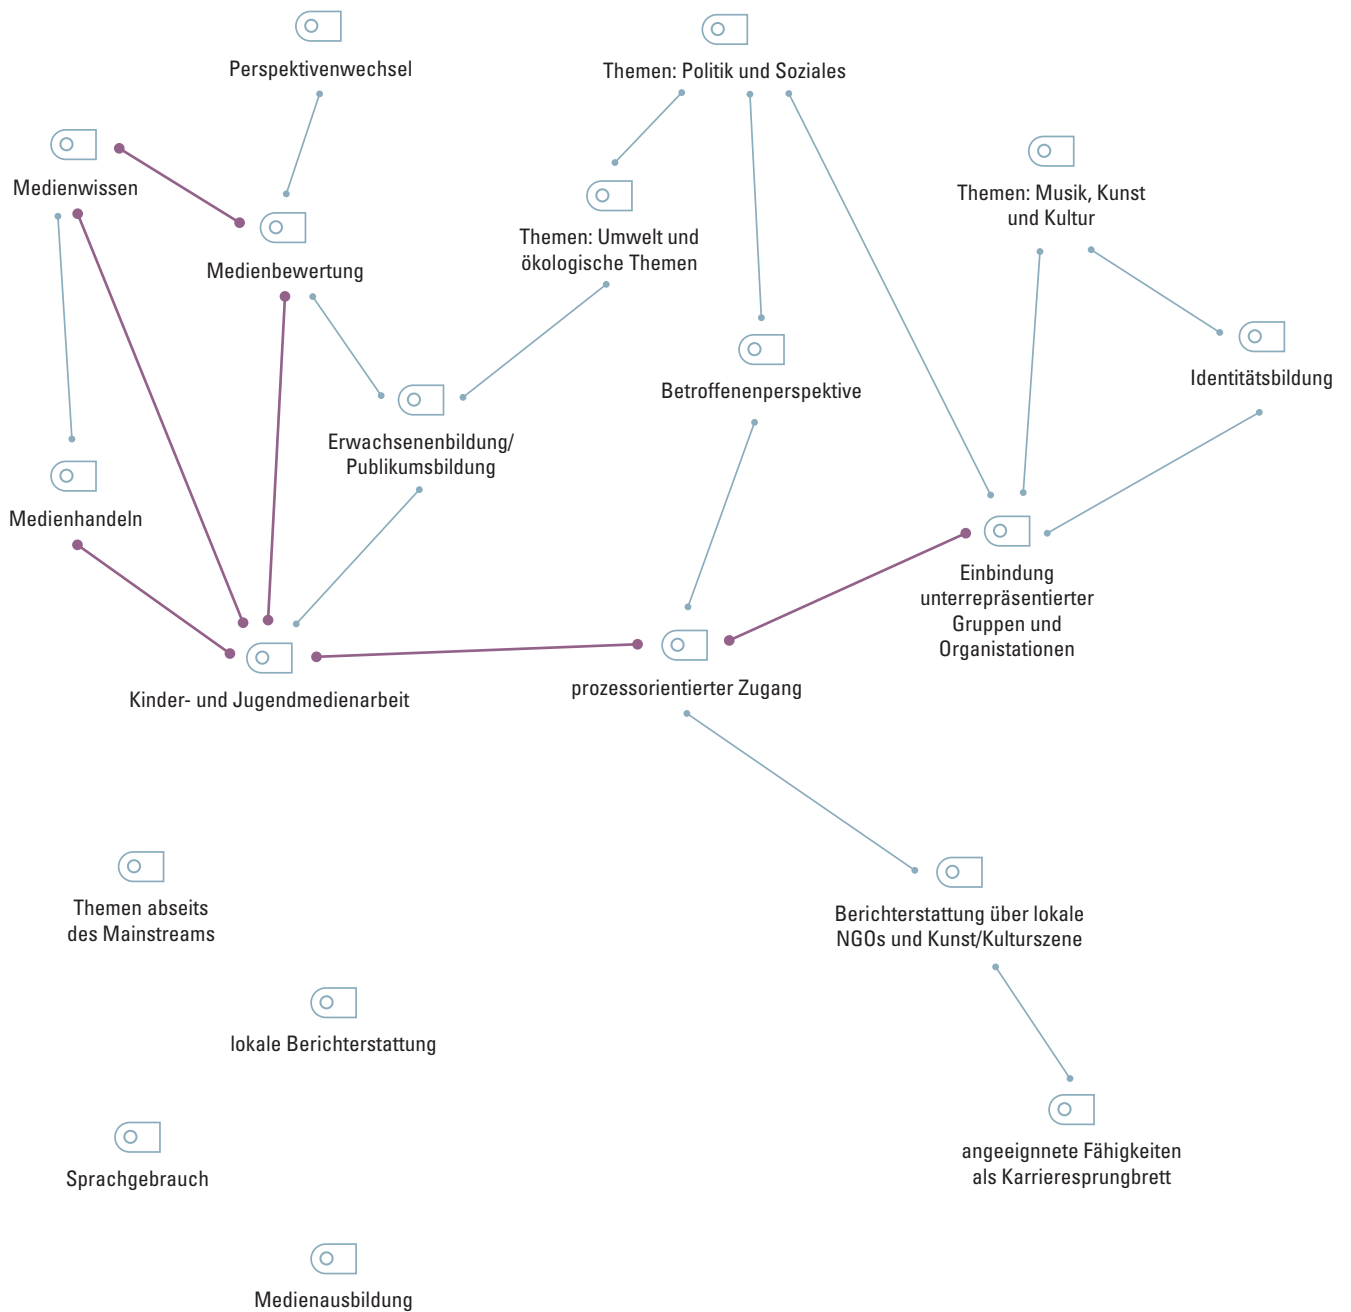 Perspektivenwechsel
Themen: Politik und Soziales
Medienwissen
Themen: Musik, Kunst
und Kultur
Themen: Umwelt und
ökologische Themen
Medienbewertung
Identitätsbildung
Betroffenenperspektive
Erwachsenenbildung/
Publikumsbildung
Medienhandeln
Einbindung
unterrepräsentierter
Gruppen und
Organistationen
Kinder- und Jugendmedienarbeit
prozessorientierter Zugang
Themen abseits
des Mainstreams
Berichterstattung über lokale
NGOs und Kunst/Kulturszene
lokale Berichterstattung
angeeignnete Fähigkeiten
als Karrieresprungbrett
Sprachgebrauch
Medienausbildung